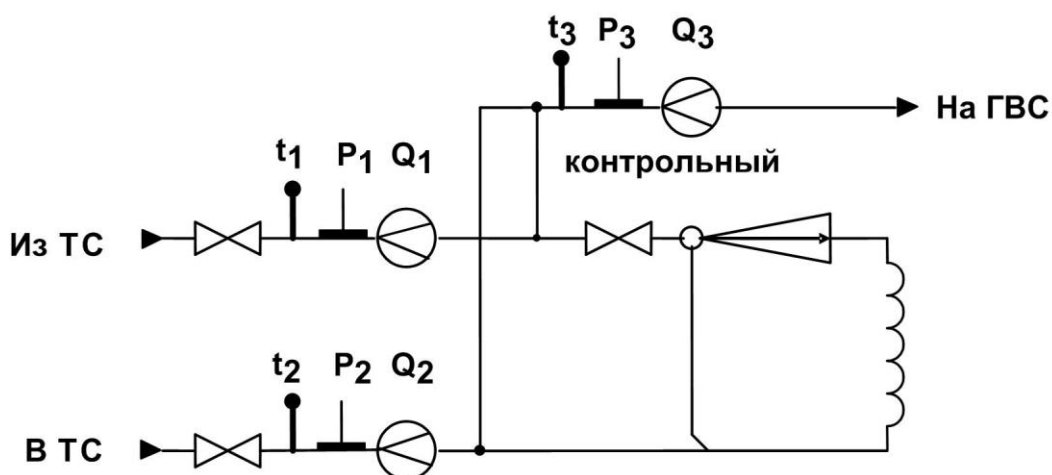 t3 P3 Q3
На ГВС
контрольный
t1 P1 Q1
Из ТС
t2 P2 Q2
В ТС